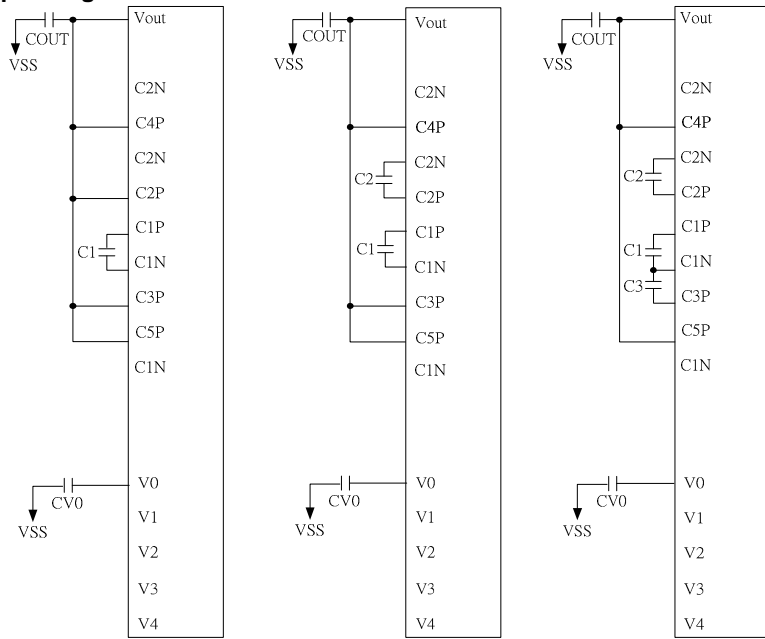 Vout
COUT
VSS
C2N
C4P
C2N
C2P
C1P
C1
C1N
C3P
C5P
C1N
V0
CV0
VSS
V1
V2
V3
V4
Vout
COUT
VSS
C2N
C4P
C2N
C2
C2P
C1P
C1
C1N
C3P
C5P
C1N
V0
CV0
VSS
V1
V2
V3
V4
Vout
COUT
VSS
C2N
C4P
C2N
C2
C2P
C1P
C1
C1N
C3
C3P
C5P
C1N
V0
CV0
VSS
V1
V2
V3
V4